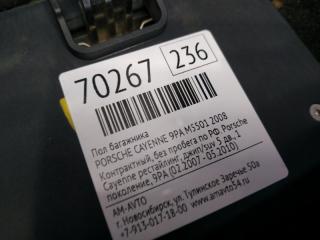 70267 236
Пол багажника
PORSCHE CAYENNE 9PA M5501 2008
Контрактный, без пробега по РФ, Porsche
Cayenne рестайлинг, джип/suv 5 дв., 1
поколение, 9PA (02.2007 - 03.2010)
AM-AVTO
г. Новосибирск, ул. Тулинское Заречье 50а
+7-913-017-18-00 www.amavto54.ru